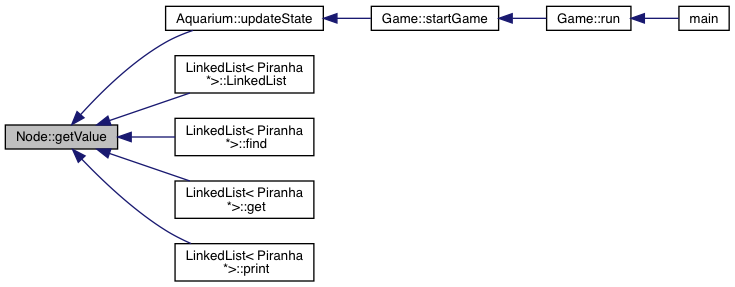 Aquarium::updateState
Game::startGame
Game::run
main
LinkedList< Piranha
*>::LinkedList
LinkedList< Piranha
*>::find
Node::getValue
LinkedList< Piranha
*>::get
LinkedList< Piranha
*>::print